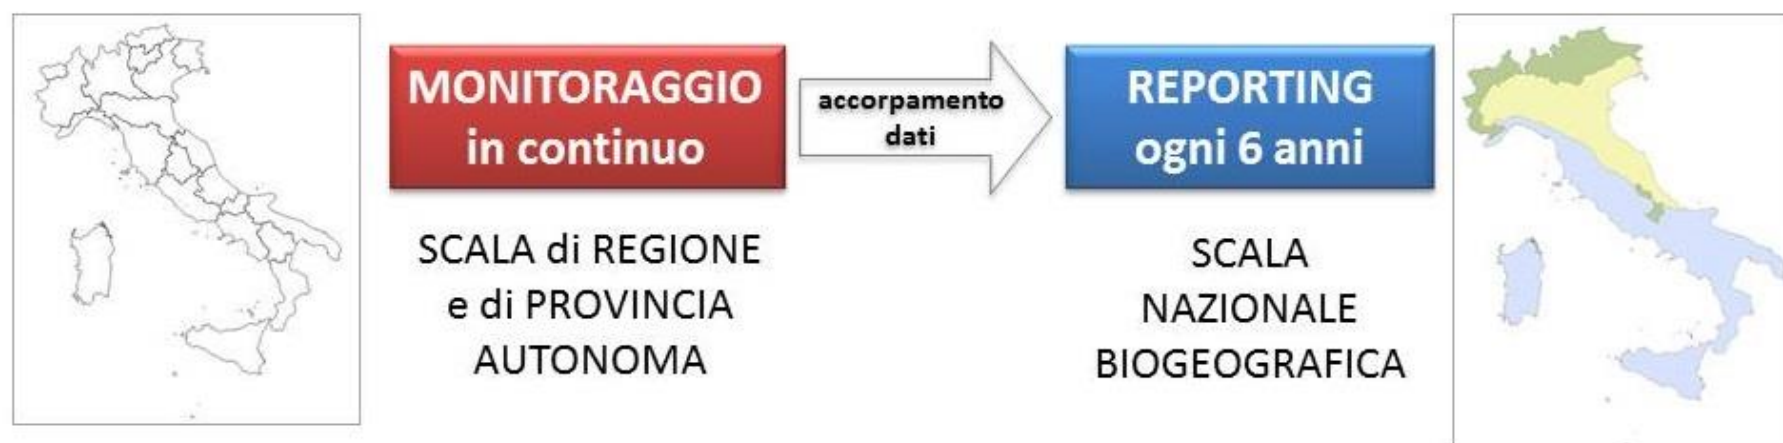 MONITORAGGIO
in continuo
accorpamento
dati
REPORTING
ogni 6 anni
SCALA di REGIONE
e di PROVINCIA
AUTONOMA
SCALA
NAZIONALE
BIOGEOGRAFICA